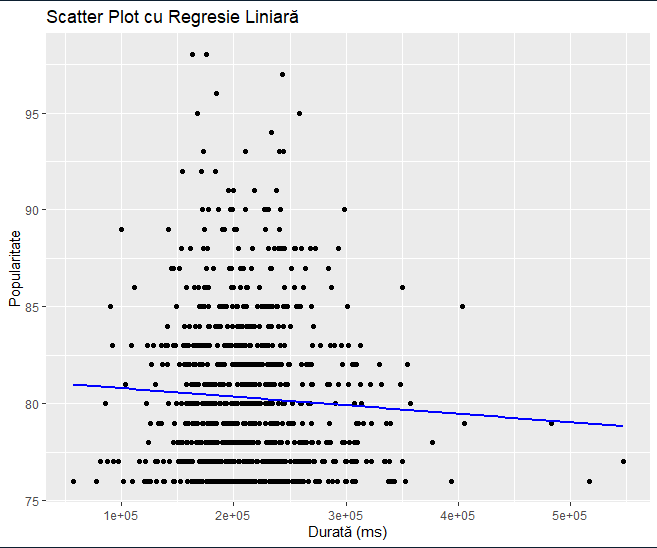 Scatter Plot cu Regresie Liniară
Popularitate
95
90
85
80
75
1e+05 2e+05 3e+05 4e+05 5e+05
Durată (ms)